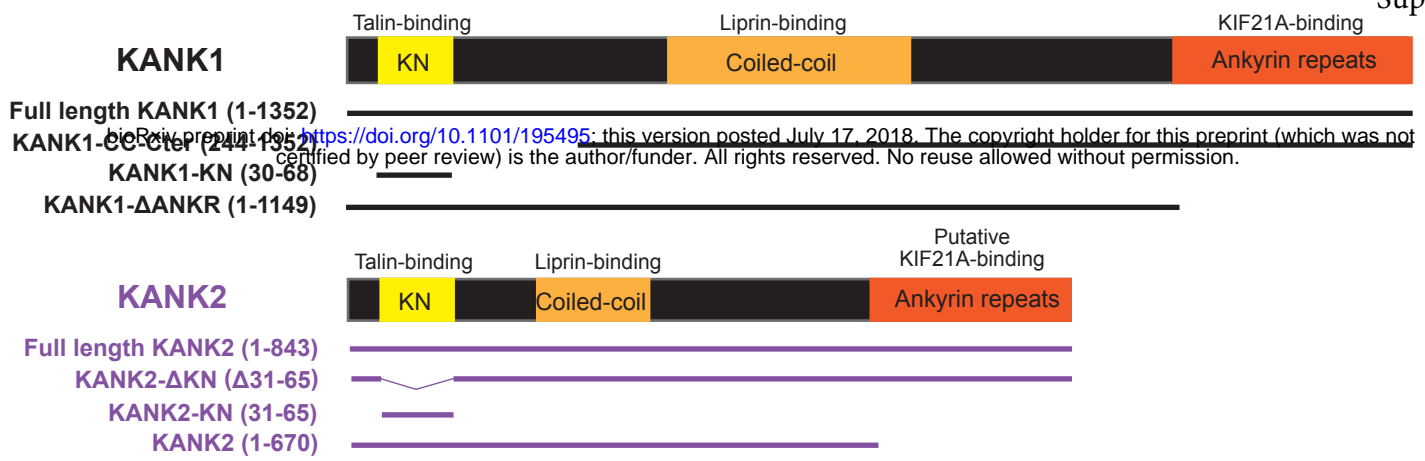 Sup
Talin-binding Liprin-binding KIF21A-binding
KANK1 KN Coiled-coil Ankyrin repeats
Full length KANK1 (1-1352)
bioRxiv preprint doi: https://doi.org/10.1101/195495; this version posted July 17, 2018. The copyright holder for this preprint (which was not
KANK1-CC-Cter (244-1352)
certified by peer review) is the author/funder. All rights reserved. No reuse allowed without permission.
KANK1-KN (30-68)
KANK1-ΔANKR (1-1149)
Putative
Talin-binding Liprin-binding KIF21A-binding
KANK2 KN Coiled-coil Ankyrin repeats
Full length KANK2 (1-843)
KANK2-ΔKN (Δ31-65)
KANK2-KN (31-65)
KANK2 (1-670)